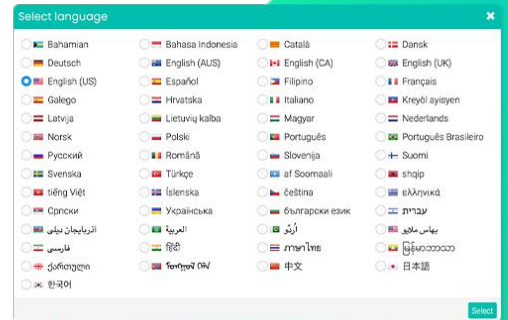 Select language
Bahamian Bahasa Indonesia Català Dansk
Deutsch English (AUS) English (CA) English (UK)
English (US) Español Filipino Français
Galego Hrvatska Italiano Kreyòl ayisyen
Latvija Lietuvių kalba Magyar Nederlands
Norsk Polski Português Português Brasileiro
Русский Română Slovenija Suomi
Svenska Türkçe af Soomaali shqip
tiếng Việt íslenska čeština ελληνικά
Српски Українська български език עברית
آذربایجان دیلی العربية اُردُو بهاس ملايو
فارسی हिंदी ภาษาไทย မြန်မာဘာသာ
ქართული 中文 日本語
한국어
Select